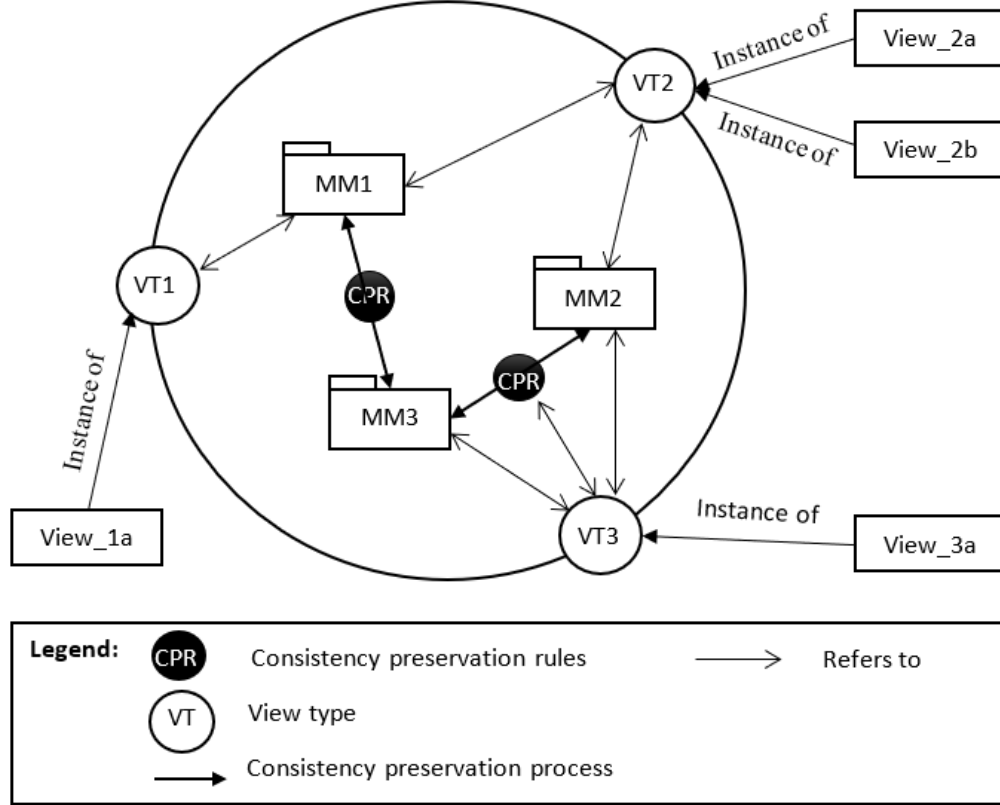 Instance of
View_2a
VT2
Instance of
View_2b
MM1
VT1
CPR
MM2
CPR
MM3
Instance of
View_1a
VT3
Instance of
View_3a
Legend:
CPR
Consistency preservation rules
Refers to
VT
View type
Consistency preservation process